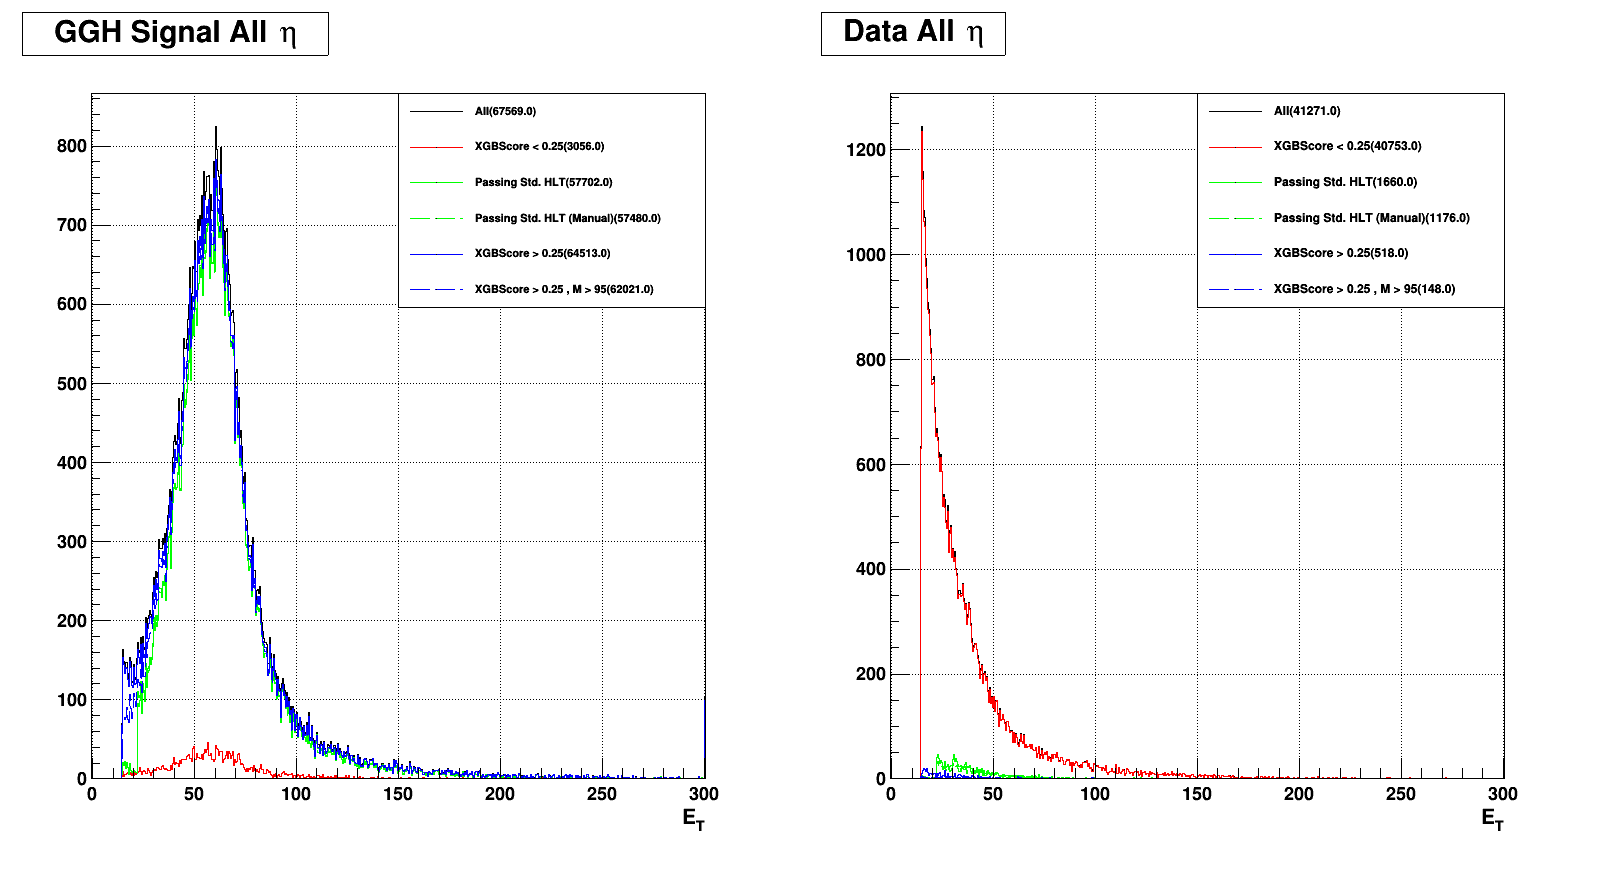 GGH Signal All η
All(67569.0)
XGBScore < 0.25(3056.0)
Passing Std. HLT(57702.0)
Passing Std. HLT (Manual)(57480.0)
XGBScore > 0.25(64513.0)
XGBScore > 0.25 , M > 95(62021.0)
800
700
600
500
400
300
200
100
0
0 50 100 150 200 250 300
E_T
Data All η
All(41271.0)
XGBScore < 0.25(40753.0)
Passing Std. HLT(1660.0)
Passing Std. HLT (Manual)(1176.0)
XGBScore > 0.25(518.0)
XGBScore > 0.25 , M > 95(148.0)
1200
1000
800
600
400
200
0
0 50 100 150 200 250 300
E_T